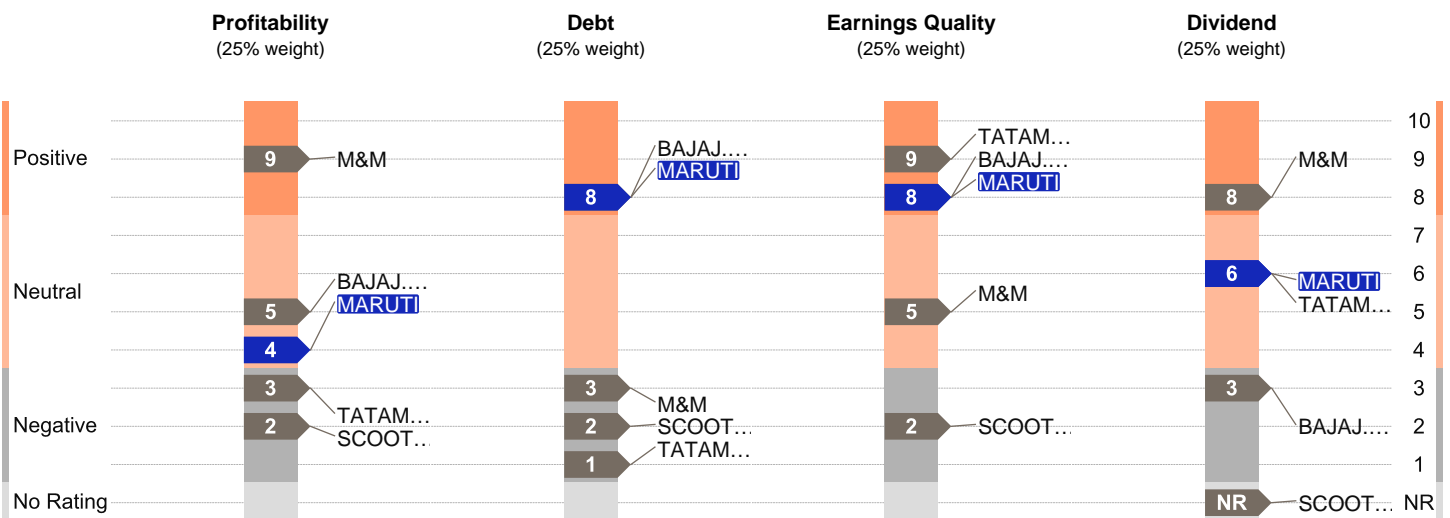 Profitability
(25% weight)
Debt
(25% weight)
Earnings Quality
(25% weight)
Dividend
(25% weight)
Positive
Neutral
Negative
No Rating
9
M&M
5
BAJAJ....
4
MARUTI
3
TATAM...
2
SCOOT...
8
BAJAJ....
MARUTI
3
M&M
2
SCOOT...
1
TATAM...
9
TATAM...
8
BAJAJ....
MARUTI
5
M&M
2
SCOOT...
8
M&M
6
MARUTI
TATAM...
3
BAJAJ....
NR
SCOOT...
10
9
8
7
6
5
4
3
2
1
NR